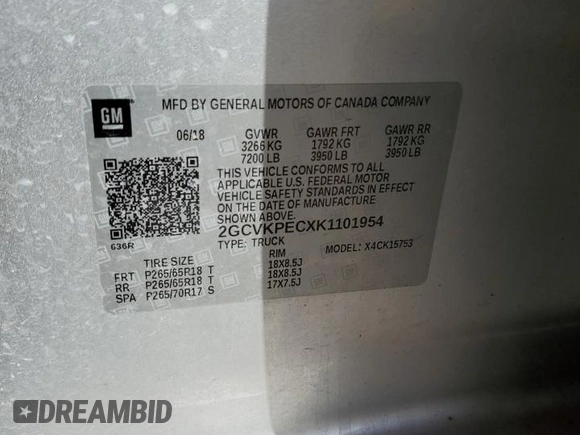 GM
MFD BY GENERAL MOTORS OF CANADA COMPANY
06/18 GVWR GAWR FRT GAWR RR
3266 KG 1792 KG 1792 KG
7200 LB 3950 LB 3950 LB
THIS VEHICLE CONFORMS TO ALL
APPLICABLE U.S. FEDERAL MOTOR
VEHICLE SAFETY STANDARDS IN EFFECT
ON THE DATE OF MANUFACTURE
SHOWN ABOVE.
2GCVKPECXK1101954
G36R
TYPE: TRUCK MODEL: X4CK15753
TIRE SIZE RIM
FRT P265/65R18 T 18X8.5J
RR P265/65R18 T 18X8.5J
SPA P265/70R17 S 17X7.5J
DREAMBID